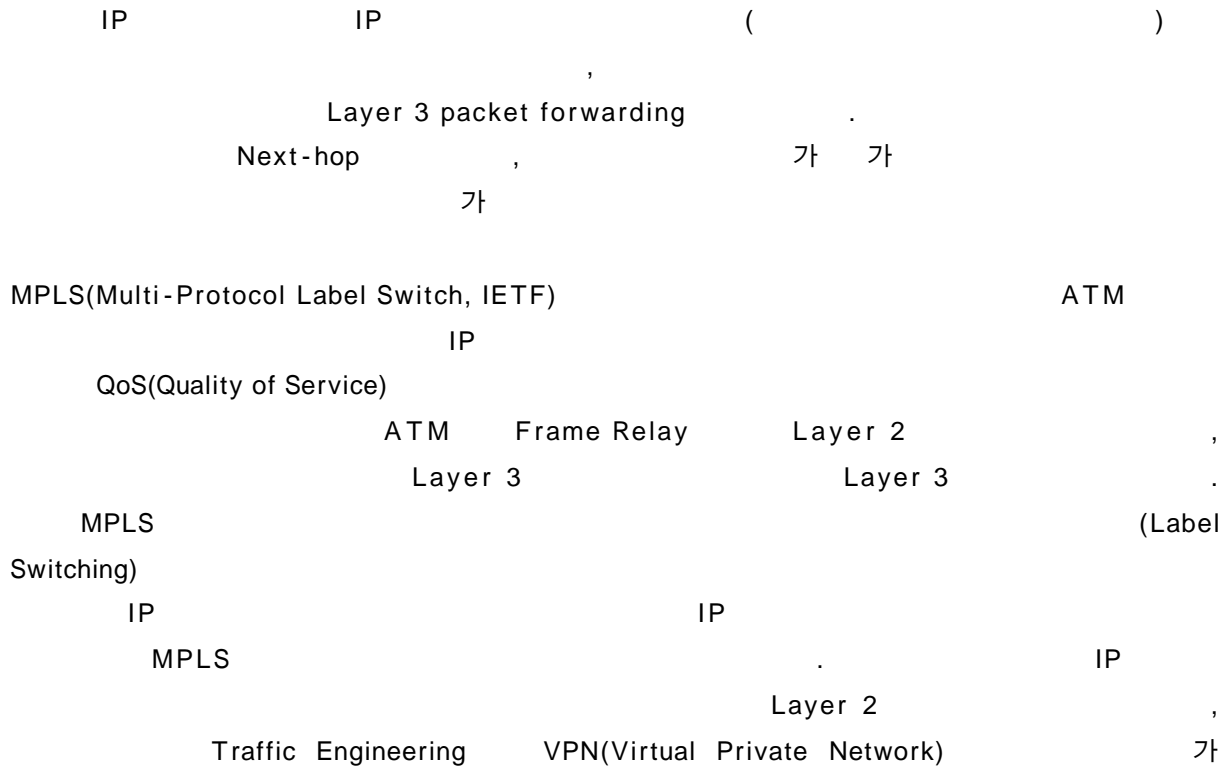 IP IP ( )
,
Layer 3 packet forwarding .
Next-hop , 가 가
가
MPLS(Multi-Protocol Label Switch, IETF) ATM
IP
QoS(Quality of Service)
ATM Frame Relay Layer 2 ,
Layer 3 Layer 3 .
MPLS (Label
Switching)
IP IP
MPLS . IP
Layer 2 ,
Traffic Engineering VPN(Virtual Private Network) 가